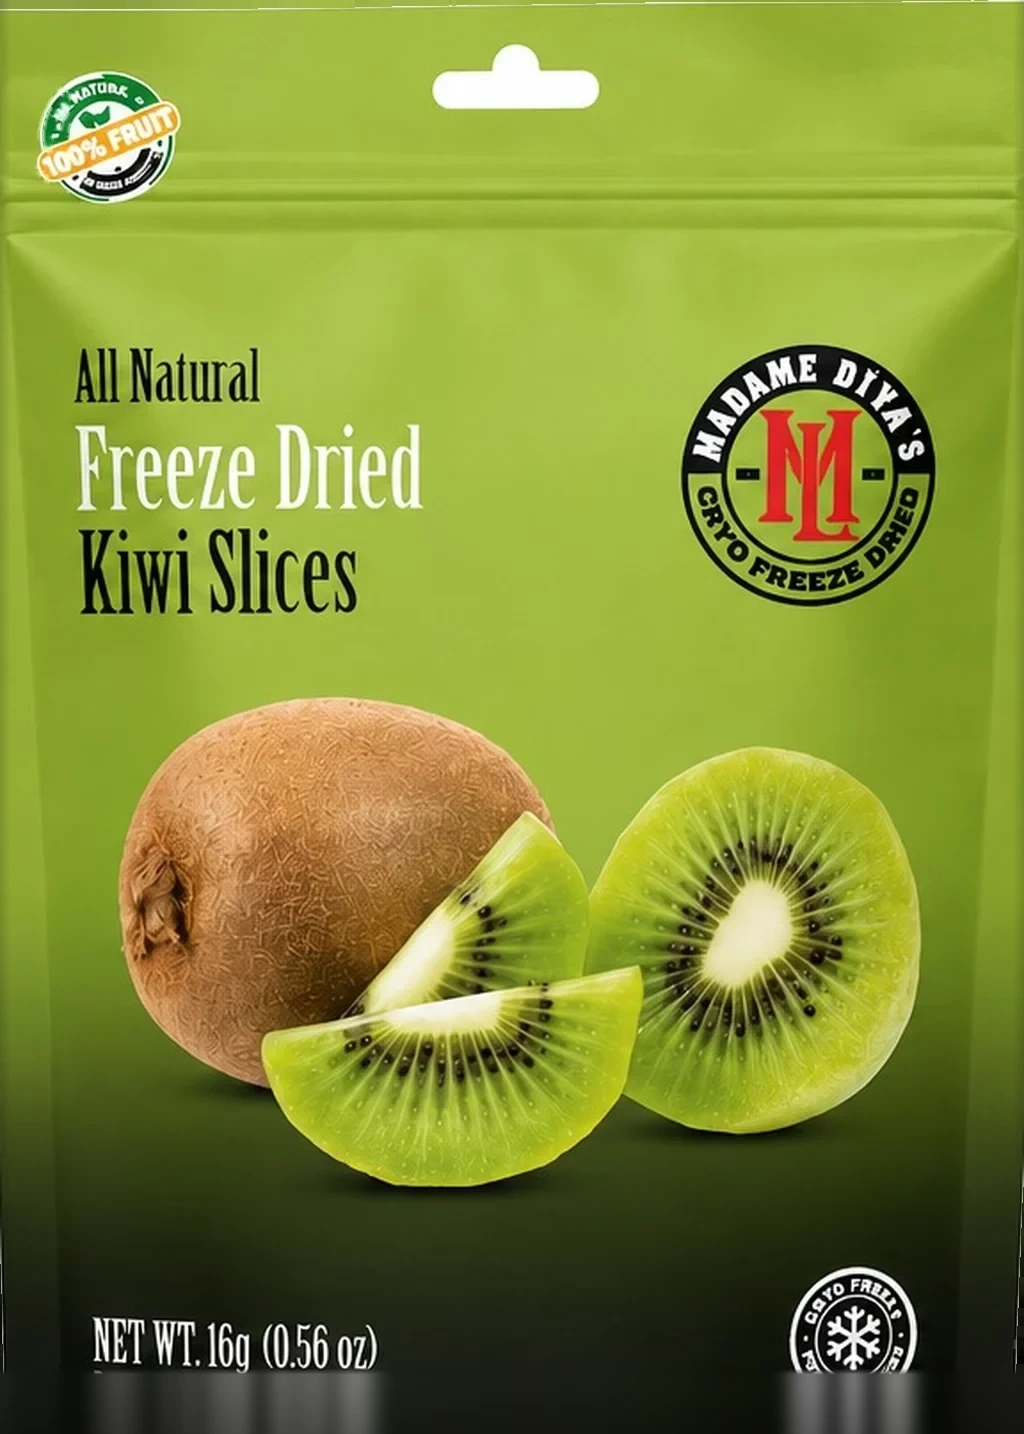 100% FRUIT
All Natural
Freeze Dried
Kiwi Slices
MADAME DIYA'S
ML
CRYO FREEZE DRIED
NET WT. 16g (0.56 oz)
CRYO FREEZE